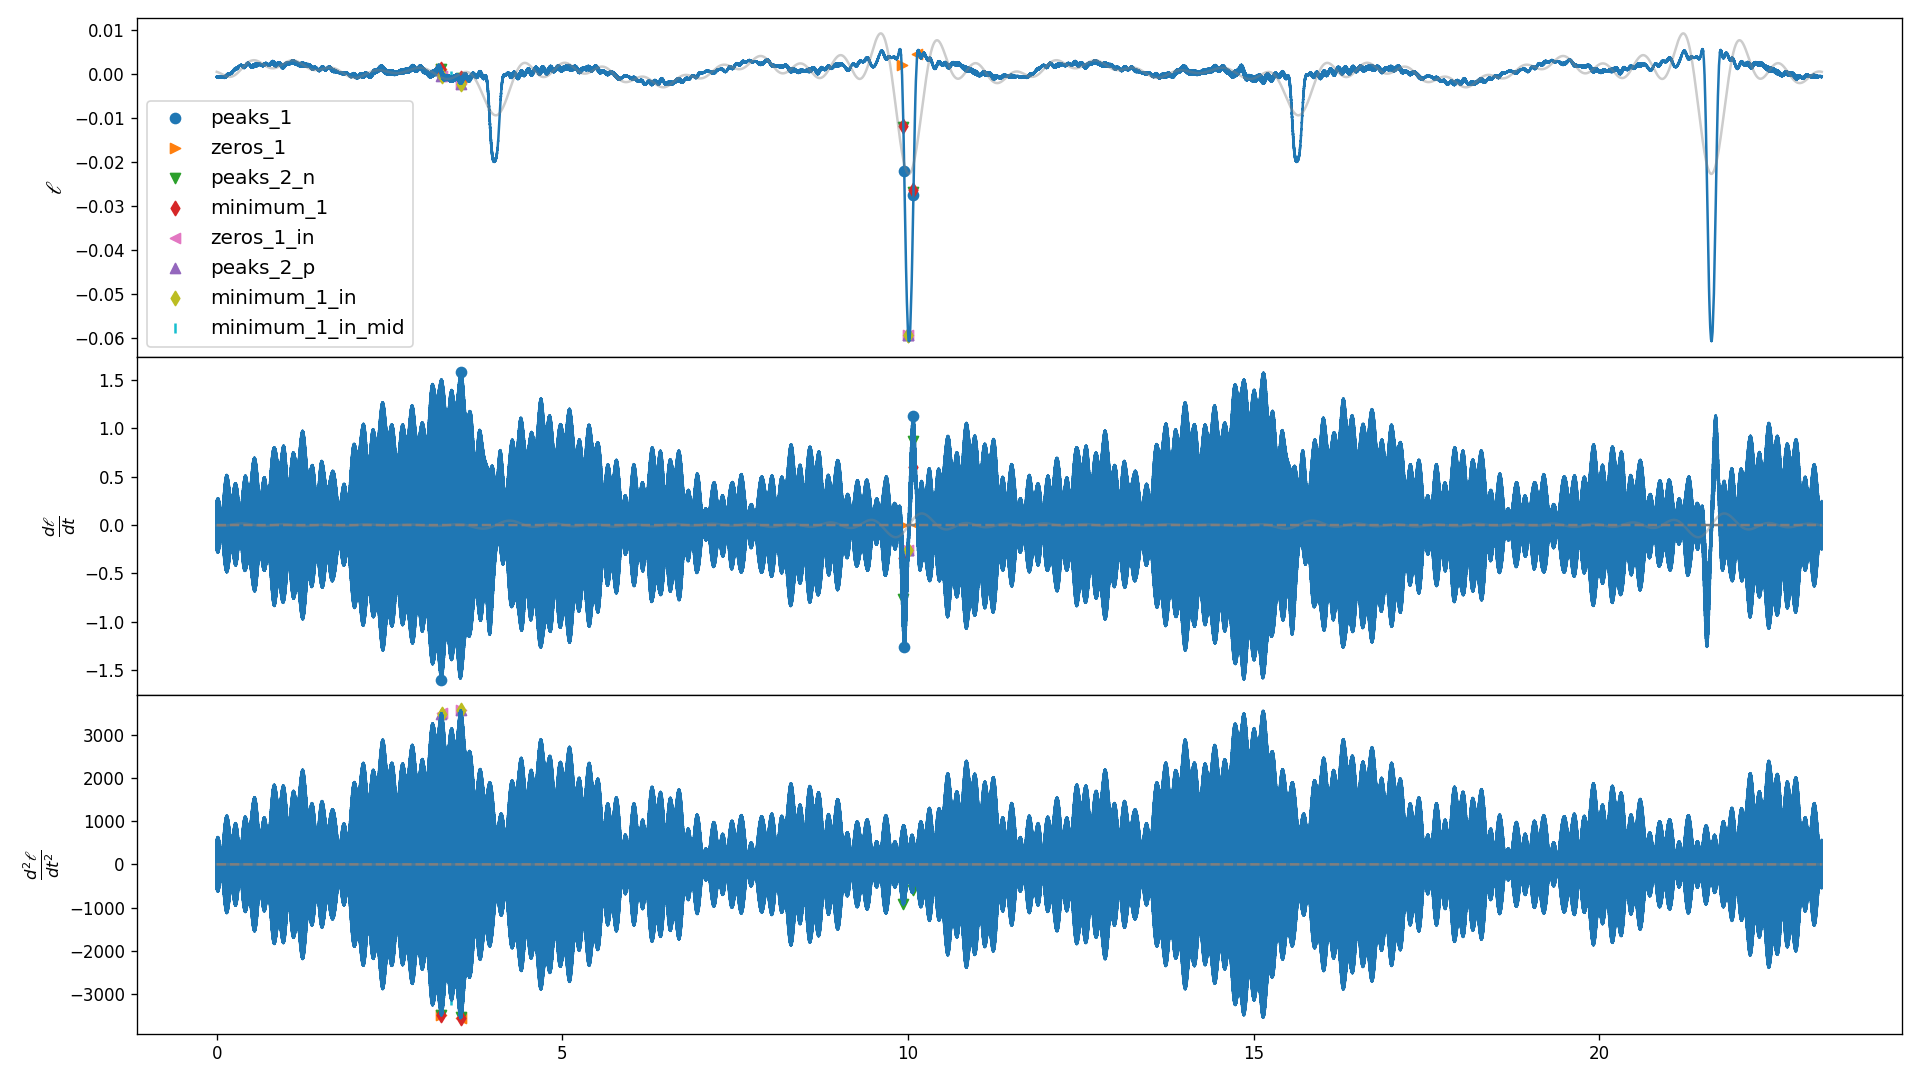 0.01
0.00
−0.01
−0.02
−0.03
−0.04
−0.05
−0.06
ℓ
peaks_1
zeros_1
peaks_2_n
minimum_1
zeros_1_in
peaks_2_p
minimum_1_in
minimum_1_in_mid
1.5
1.0
0.5
0.0
−0.5
−1.0
−1.5
dℓ
dt
3000
2000
1000
0
−1000
−2000
−3000
d²ℓ
dt²
0 5 10 15 20